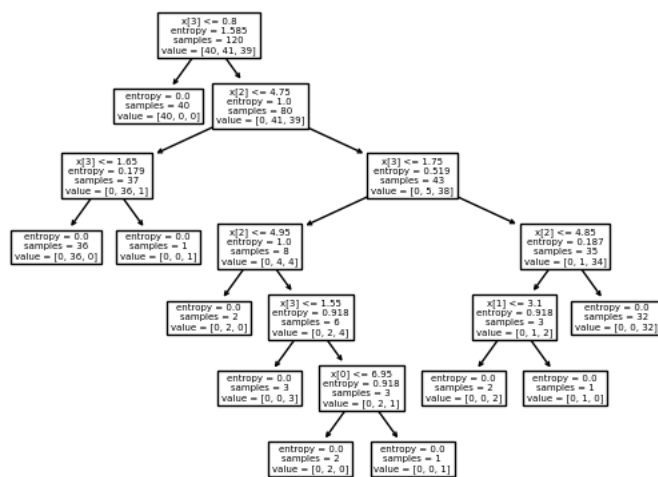 x[3] <= 0.8
entropy = 1.585
samples = 120
value = [40, 41, 39]
entropy = 0.0
samples = 40
value = [40, 0, 0]
x[2] <= 4.75
entropy = 1.0
samples = 80
value = [0, 41, 39]
x[3] <= 1.65
entropy = 0.179
samples = 37
value = [0, 36, 1]
x[3] <= 1.75
entropy = 0.519
samples = 43
value = [0, 5, 38]
entropy = 0.0
samples = 36
value = [0, 36, 0]
entropy = 0.0
samples = 1
value = [0, 0, 1]
x[2] <= 4.95
entropy = 1.0
samples = 8
value = [0, 4, 4]
x[2] <= 4.85
entropy = 0.187
samples = 35
value = [0, 1, 34]
entropy = 0.0
samples = 2
value = [0, 2, 0]
x[3] <= 1.55
entropy = 0.918
samples = 6
value = [0, 2, 4]
x[1] <= 3.1
entropy = 0.918
samples = 3
value = [0, 1, 2]
entropy = 0.0
samples = 32
value = [0, 0, 32]
entropy = 0.0
samples = 3
value = [0, 0, 3]
x[0] <= 6.95
entropy = 0.918
samples = 3
value = [0, 2, 1]
entropy = 0.0
samples = 2
value = [0, 0, 2]
entropy = 0.0
samples = 1
value = [0, 1, 0]
entropy = 0.0
samples = 2
value = [0, 2, 0]
entropy = 0.0
samples = 1
value = [0, 0, 1]